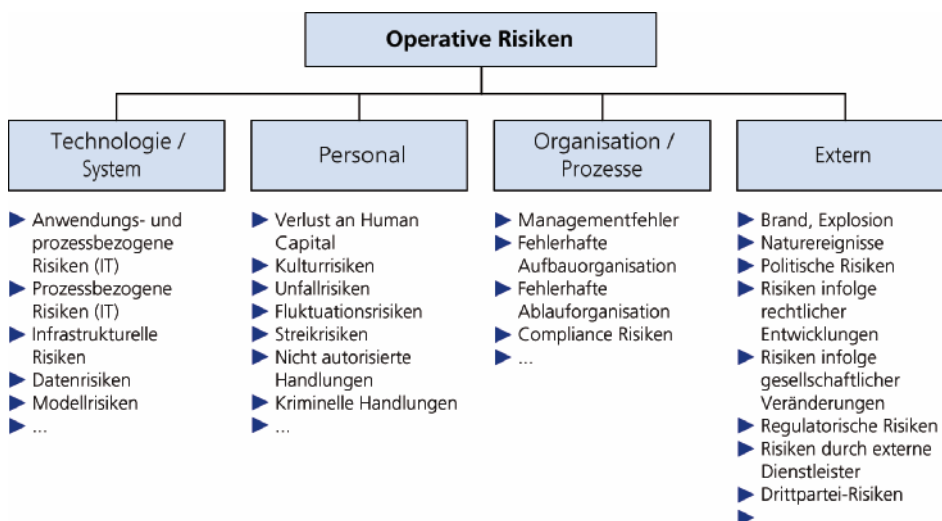 Operative Risiken
Technologie /
System
Anwendungs- und
prozessbezogene
Risiken (IT)
Prozessbezogene
Risiken (IT)
Infrastrukturelle
Risiken
Datenrisiken
Modellrisiken
...
Personal
Verlust an Human
Capital
Kulturrisiken
Unfallrisiken
Fluktuationsrisiken
Streikrisiken
Nicht autorisierte
Handlungen
Kriminelle Handlungen
...
Organisation /
Prozesse
Managementfehler
Fehlerhafte
Aufbauorganisation
Fehlerhafte
Ablauforganisation
Compliance Risiken
...
Extern
Brand, Explosion
Naturereignisse
Politische Risiken
Risiken infolge
rechtlicher
Entwicklungen
Risiken infolge
gesellschaftlicher
Veränderungen
Regulatorische Risiken
Risiken durch externe
Dienstleister
Drittpartei-Risiken